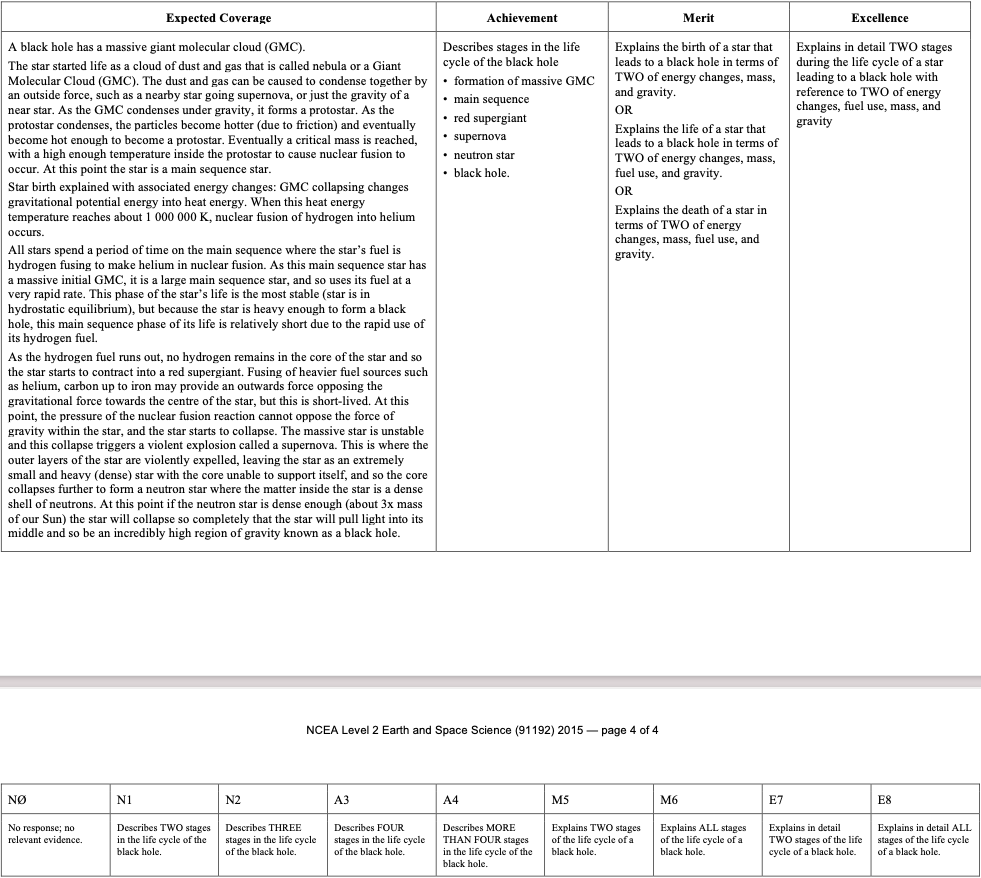 Expected Coverage
Achievement
Merit
Excellence
A black hole has a massive giant molecular cloud (GMC).
The star started life as a cloud of dust and gas that is called nebula or a Giant
Molecular Cloud (GMC). The dust and gas can be caused to condense together by
an outside force, such as a nearby star going supernova, or just the gravity of a
near star. As the GMC condenses under gravity, it forms a protostar. As the
protostar condenses, the particles become hotter (due to friction) and eventually
become hot enough to become a protostar. Eventually a critical mass is reached,
with a high enough temperature inside the protostar to cause nuclear fusion to
occur. At this point the star is a main sequence star.
Star birth explained with associated energy changes: GMC collapsing changes
gravitational potential energy into heat energy. When this heat energy
temperature reaches about 1 000 000 K, nuclear fusion of hydrogen into helium
occurs.
All stars spend a period of time on the main sequence where the star's fuel is
hydrogen fusing to make helium in nuclear fusion. As this main sequence star has
a massive initial GMC, it is a large main sequence star, and so uses its fuel at a
very rapid rate. This phase of the star's life is the most stable (star is in
hydrostatic equilibrium), but because the star is heavy enough to form a black
hole, this main sequence phase of its life is relatively short due to the rapid use of
its hydrogen fuel.
As the hydrogen fuel runs out, no hydrogen remains in the core of the star and so
the star starts to contract into a red supergiant. Fusing of heavier fuel sources such
as helium, carbon up to iron may provide an outwards force opposing the
gravitational force towards the centre of the star, but this is short-lived. At this
point, the pressure of the nuclear fusion reaction cannot oppose the force of
gravity within the star, and the star starts to collapse. The massive star is unstable
and this collapse triggers a violent explosion called a supernova. This is where the
outer layers of the star are violently expelled, leaving the star as an extremely
small and heavy (dense) star with the core unable to support itself, and so the core
collapses further to form a neutron star where the matter inside the star is a dense
shell of neutrons. At this point if the neutron star is dense enough (about 3x mass
of our Sun) the star will collapse so completely that the star will pull light into its
middle and so be an incredibly high region of gravity known as a black hole.
Describes stages in the life
cycle of the black hole
• formation of massive GMC
• main sequence
• red supergiant
• supernova
• neutron star
• black hole.
Explains the birth of a star that
leads to a black hole in terms of
TWO of energy changes, mass,
and gravity.
OR
Explains the life of a star that
leads to a black hole in terms of
TWO of energy changes, mass,
fuel use, and gravity.
OR
Explains the death of a star in
terms of TWO of energy
changes, mass, fuel use, and
gravity.
Explains in detail TWO stages
during the life cycle of a star
leading to a black hole with
reference to TWO of energy
changes, fuel use, mass, and
gravity
NCEA Level 2 Earth and Space Science (91192) 2015 — page 4 of 4
NØ
N1
N2
A3
A4
M5
M6
E7
E8
No response; no
relevant evidence.
Describes TWO stages
in the life cycle of the
black hole.
Describes THREE
stages in the life cycle
of the black hole.
Describes FOUR
stages in the life cycle
of the black hole.
Describes MORE
THAN FOUR stages
in the life cycle of the
black hole.
Explains TWO stages
of the life cycle of a
black hole.
Explains ALL stages
of the life cycle of a
black hole.
Explains in detail
TWO stages of the life
cycle of a black hole.
Explains in detail ALL
stages of the life cycle
of a black hole.